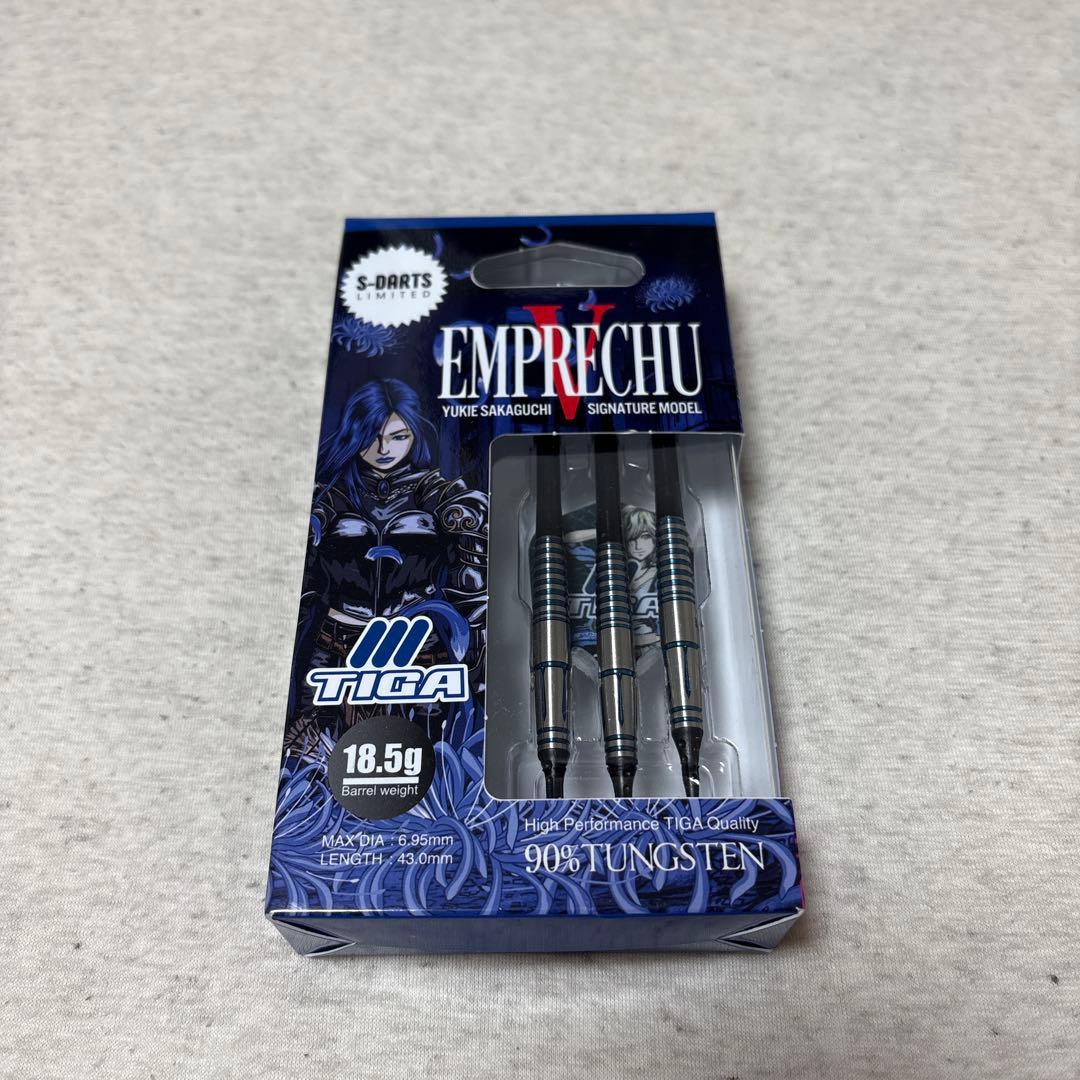 S-DARTS
LIMITED
V
EMPRECHU
YUKIE SAKAGUCHI SIGNATURE MODEL
TIGA
TIGA
18.5g
Barrel weight
MAX DIA : 6.95mm
LENGTH : 43.0mm
High Performance TIGA Quality
90% TUNGSTEN